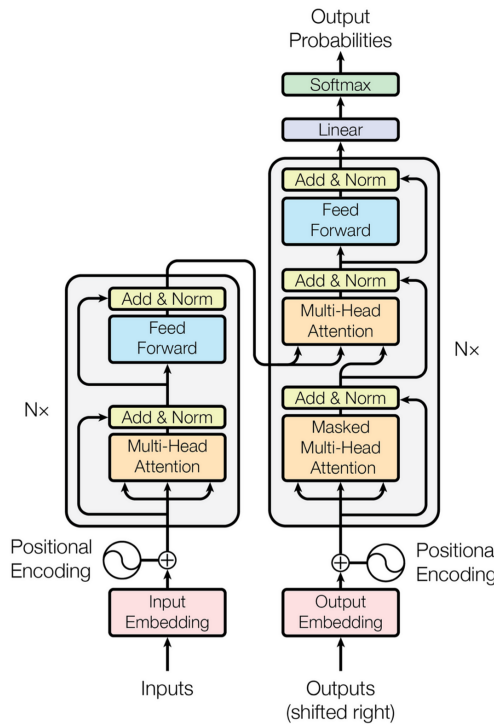 Output
Probabilities
Softmax
Linear
Add & Norm
Feed
Forward
Add & Norm
Multi-Head
Attention
Add & Norm
Masked
Multi-Head
Attention
N×
Add & Norm
Feed
Forward
N×
Add & Norm
Multi-Head
Attention
Positional
Encoding
Positional
Encoding
Input
Embedding
Output
Embedding
Inputs
Outputs
(shifted right)